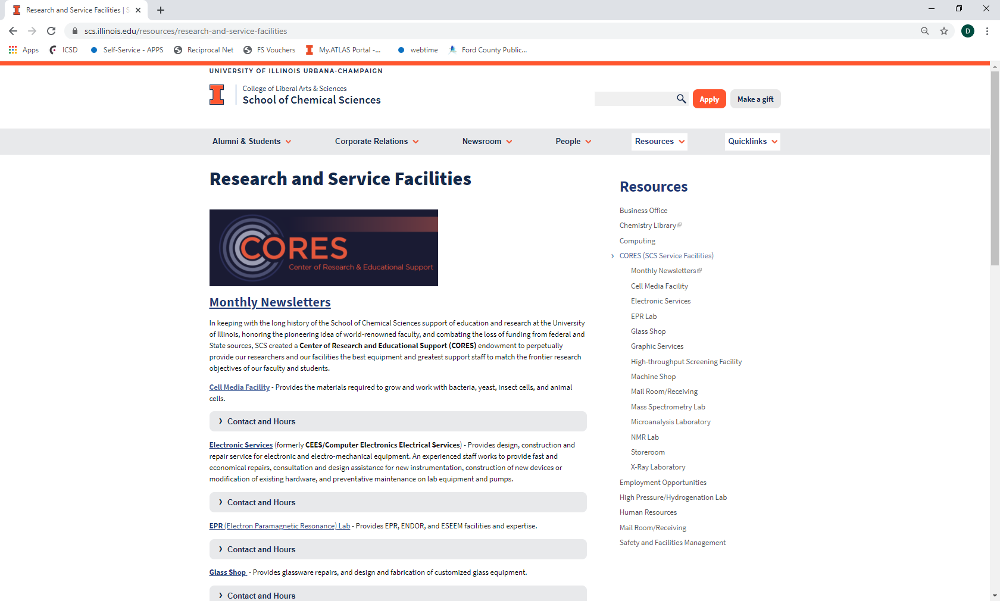 Research and Service Facilities | S
scs.illinois.edu/resources/research-and-service-facilities
D
Apps
ICSD
Self-Service - APPS
Reciprocal Net
FS Vouchers
My.ATLAS Portal -...
webtime
Ford County Public...
UNIVERSITY OF ILLINOIS URBANA-CHAMPAIGN
College of Liberal Arts & Sciences
School of Chemical Sciences
Apply
Make a gift
Alumni & Students
Corporate Relations
Newsroom
People
Resources
Quicklinks
Research and Service Facilities
CORES
Center of Research & Educational Support
Monthly Newsletters
In keeping with the long history of the School of Chemical Sciences support of education and research at the University
of Illinois, honoring the pioneering idea of world-renowned faculty, and combating the loss of funding from federal and
State sources, SCS created a Center of Research and Educational Support (CORES) endowment to perpetually
provide our researchers and our facilities the best equipment and greatest support staff to match the frontier research
objectives of our faculty and students.
Cell Media Facility - Provides the materials required to grow and work with bacteria, yeast, insect cells, and animal
cells.
Contact and Hours
Electronic Services (formerly CEES/Computer Electronics Electrical Services) - Provides design, construction and
repair service for electronic and electro-mechanical equipment. An experienced staff works to provide fast and
economical repairs, consultation and design assistance for new instrumentation, construction of new devices or
modification of existing hardware, and preventative maintenance on lab equipment and pumps.
Contact and Hours
EPR (Electron Paramagnetic Resonance) Lab - Provides EPR, ENDOR, and ESEEM facilities and expertise.
Contact and Hours
Glass Shop - Provides glassware repairs, and design and fabrication of customized glass equipment.
Contact and Hours
Resources
Business Office
Chemistry Library
Computing
CORES (SCS Service Facilities)
Monthly Newsletters
Cell Media Facility
Electronic Services
EPR Lab
Glass Shop
Graphic Services
High-throughput Screening Facility
Machine Shop
Mail Room/Receiving
Mass Spectrometry Lab
Microanalysis Laboratory
NMR Lab
Storeroom
X-Ray Laboratory
Employment Opportunities
High Pressure/Hydrogenation Lab
Human Resources
Mail Room/Receiving
Safety and Facilities Management